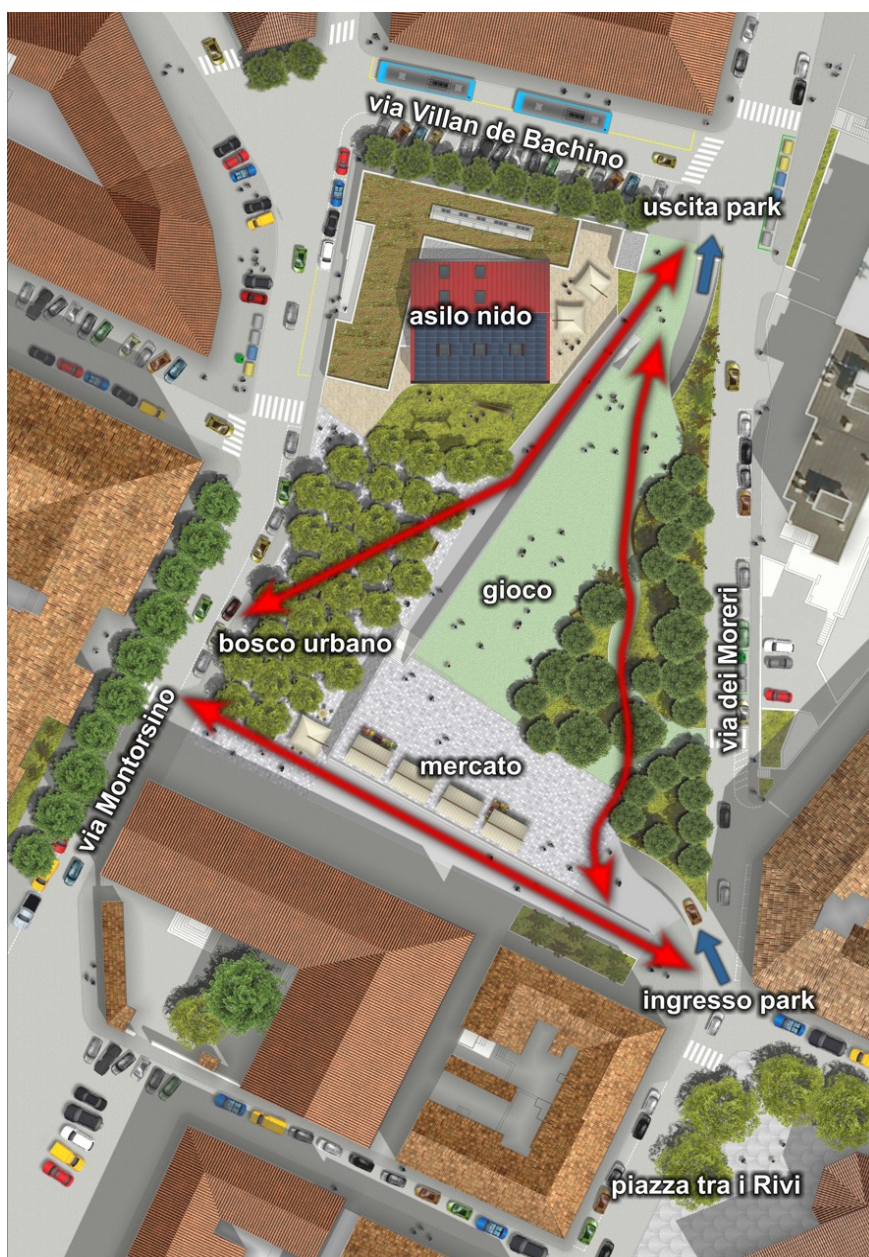 via Villan de Bachino
uscita park
asilo nido
gioco
bosco urbano
via dei Moreri
via Montorsino
mercato
ingresso park
piazza tra i Rivi